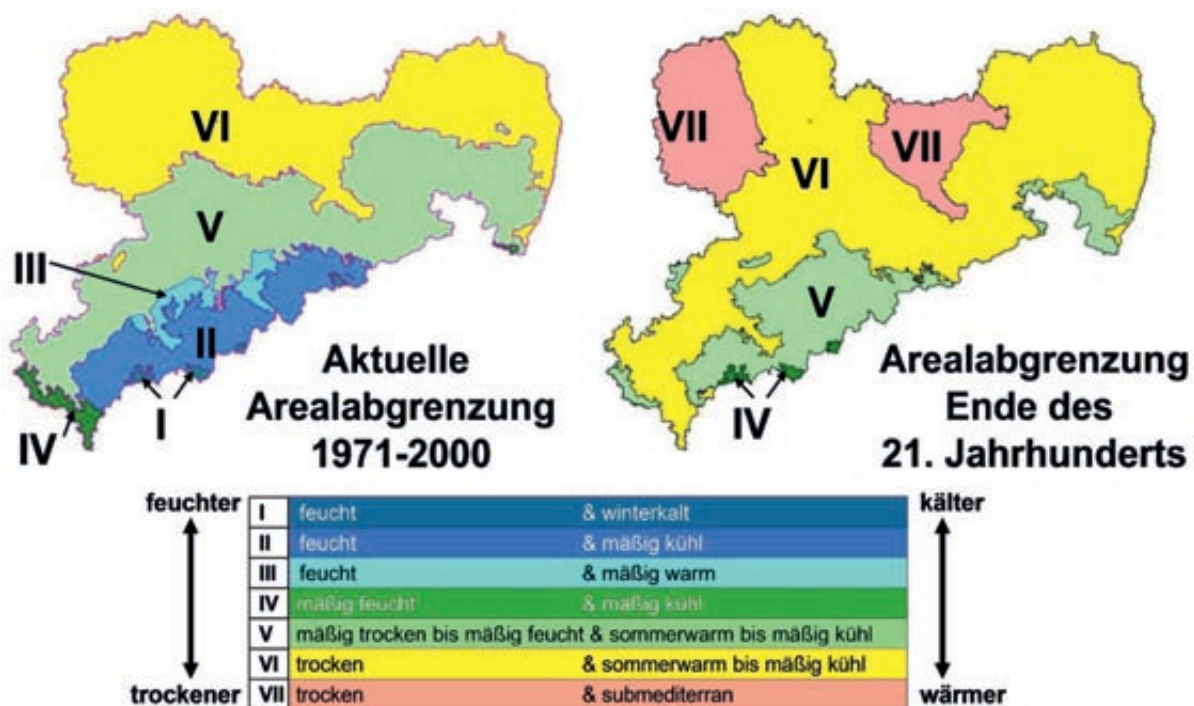 VI
V
III
II
I
IV
Aktuelle
Arealabgrenzung
1971-2000
VII
VII
VI
V
IV
Arealabgrenzung
Ende des
21. Jahrhunderts
feuchter
trockener
I feucht & winterkalt
II feucht & mäßig kühl
III feucht & mäßig warm
IV mäßig feucht & mäßig kühl
V mäßig trocken bis mäßig feucht & sommerwarm bis mäßig kühl
VI trocken & sommerwarm bis mäßig kühl
VII trocken & submediterran
kälter
wärmer